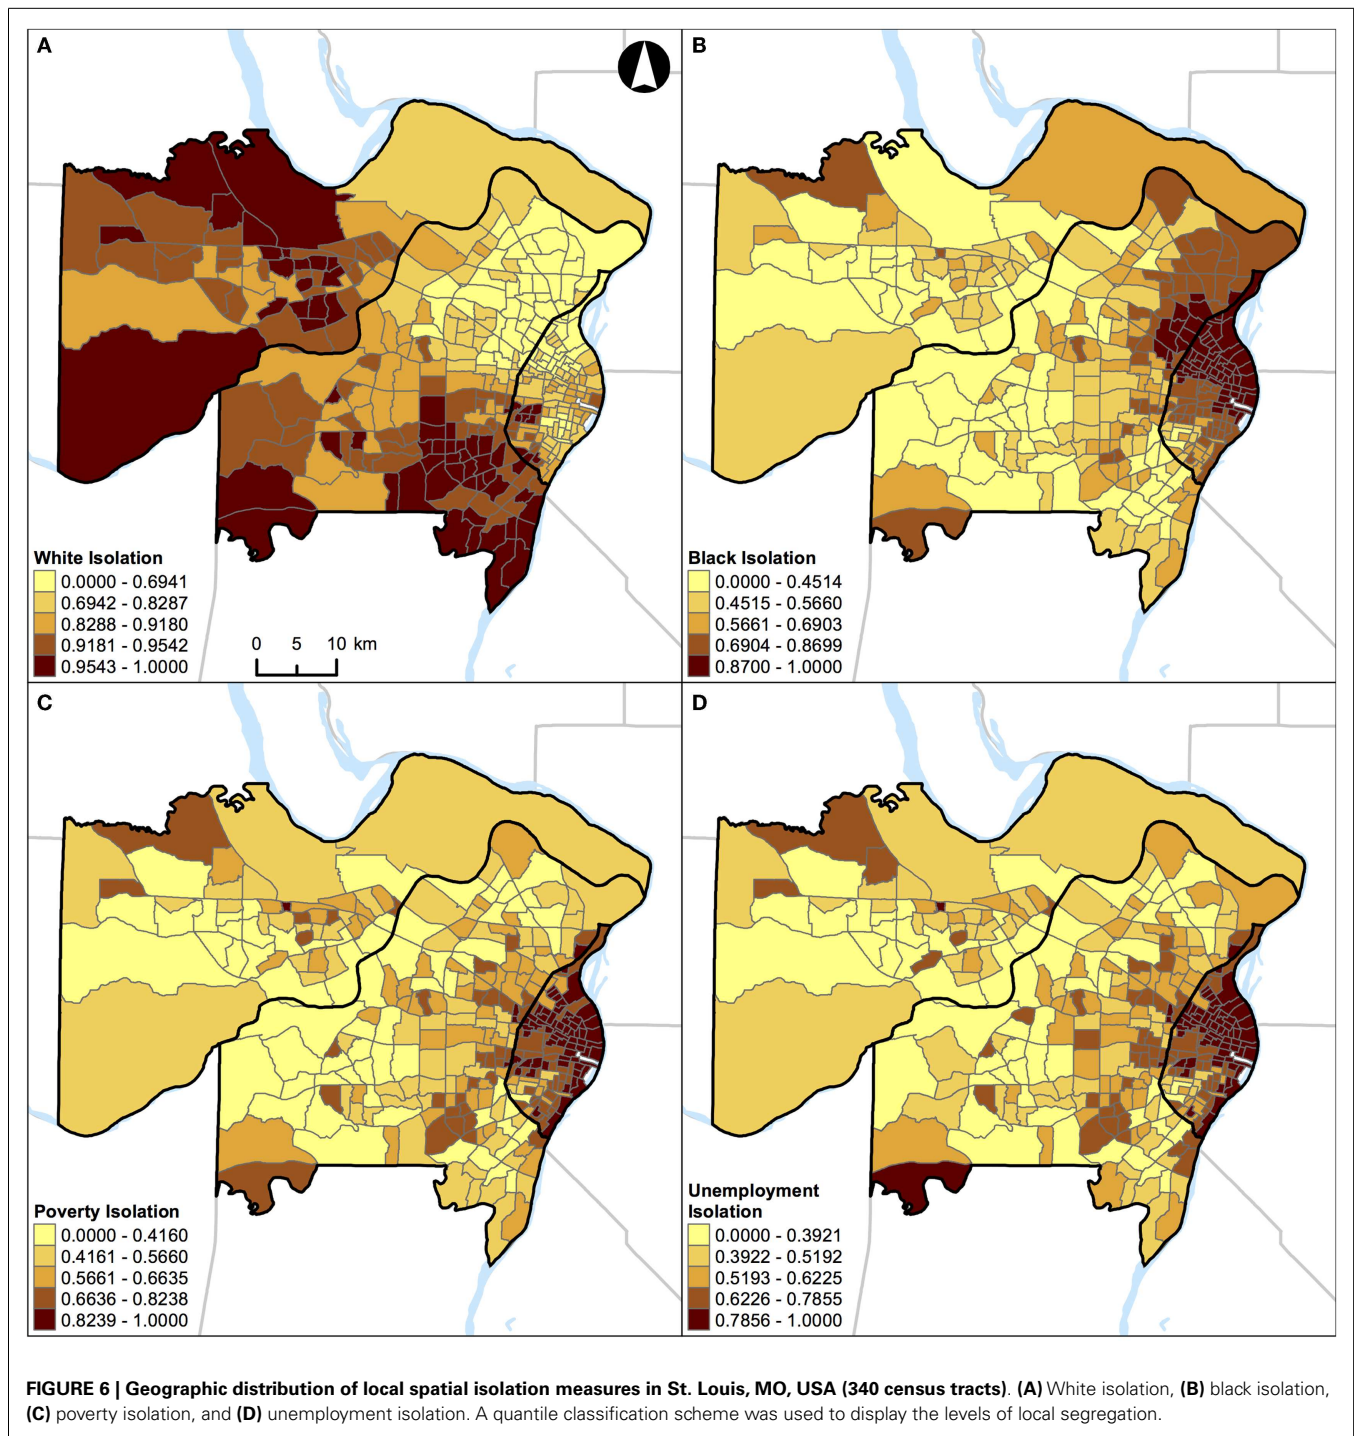 A
White Isolation
0.0000 - 0.6941
0.6942 - 0.8287
0.8288 - 0.9180
0.9181 - 0.9542
0.9543 - 1.0000
0 5 10 km
B
Black Isolation
0.0000 - 0.4514
0.4515 - 0.5660
0.5661 - 0.6903
0.6904 - 0.8699
0.8700 - 1.0000
C
Poverty Isolation
0.0000 - 0.4160
0.4161 - 0.5660
0.5661 - 0.6635
0.6636 - 0.8238
0.8239 - 1.0000
D
Unemployment
Isolation
0.0000 - 0.3921
0.3922 - 0.5192
0.5193 - 0.6225
0.6226 - 0.7855
0.7856 - 1.0000
FIGURE 6 | Geographic distribution of local spatial isolation measures in St. Louis, MO, USA (340 census tracts). (A) White isolation, (B) black isolation,
(C) poverty isolation, and (D) unemployment isolation. A quantile classification scheme was used to display the levels of local segregation.